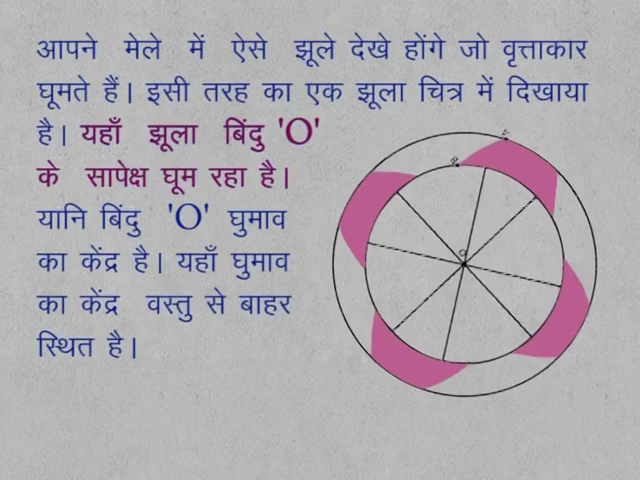 आपने मेले में ऐसे झूले देखे होंगे जो वृत्ताकार
घूमते हैं। इसी तरह का एक झूला चित्र में दिखाया
है। यहाँ झूला बिंदु 'O'
के सापेक्ष घूम रहा है।
यानि बिंदु 'O' घुमाव
का केंद्र है। यहाँ घुमाव
का केंद्र वस्तु से बाहर
स्थित है।
O